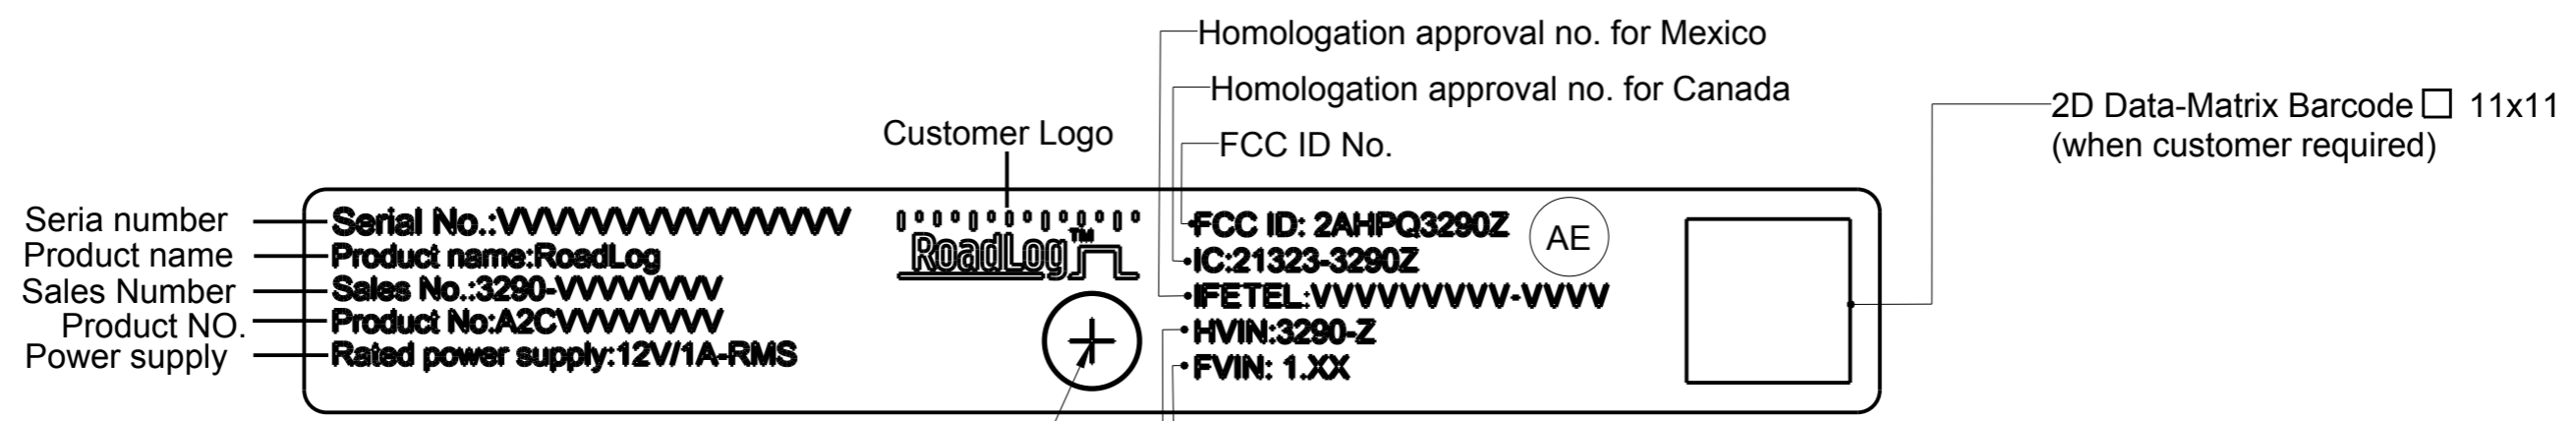 Homologation approval no. for Mexico
Homologation approval no. for Canada
2D Data-Matrix Barcode □ 11x11
(when customer required)
Customer Logo
FCC ID No.
Seria number
Product name
Sales Number
Product NO.
Power supply
Serial No.:VVVVVVVVVVVVVV
Product name:RoadLog
Sales No.:3290-VVVVVVVV
Product No:A2CVVVVVVVV
Rated power supply:12V/1A-RMS
RoadLog™
FCC ID: 2AHPQ3290Z
AE
IC:21323-3290Z
IFETEL:VVVVVVVVV-VVVV
HVIN:3290-Z
FVIN: 1.XX